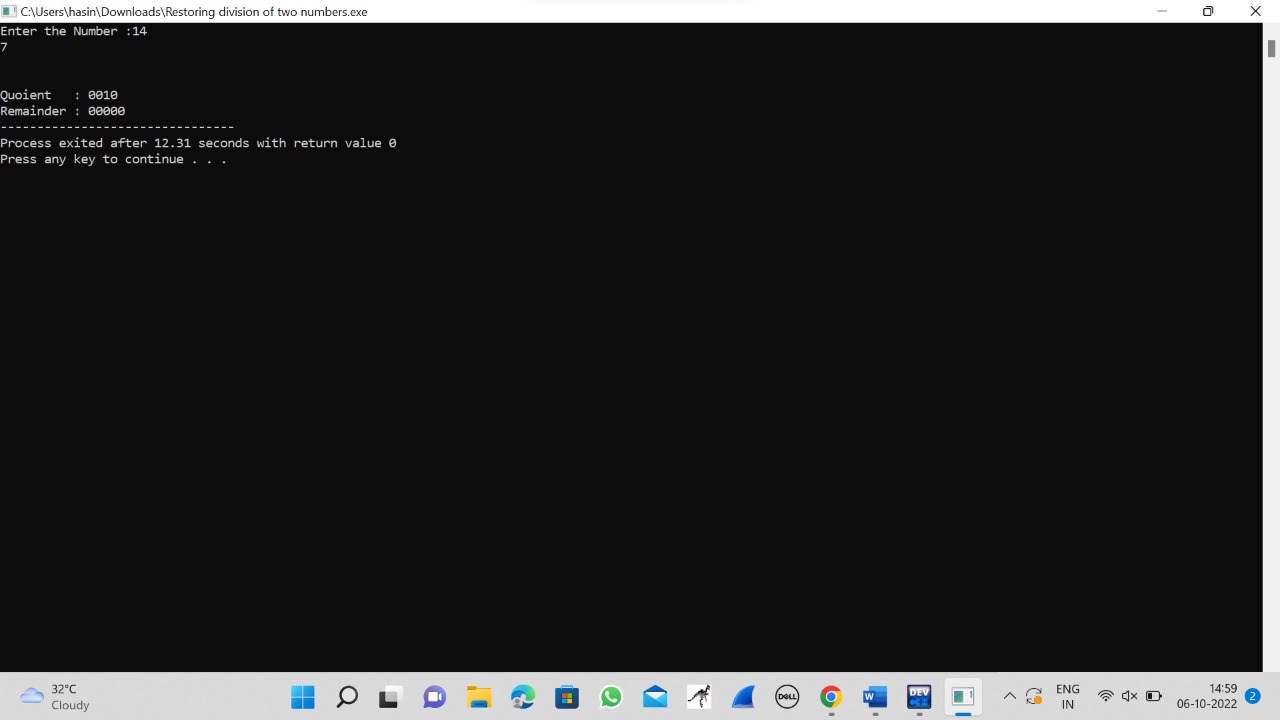 C:\Users\hasin\Downloads\Restoring division of two numbers.exe
Enter the Number :14
7
Quoient   : 0010
Remainder : 00000
--------------------------------
Process exited after 12.31 seconds with return value 0
Press any key to continue . . .
32°C
Cloudy
DELL
W
DEV
ENG
IN
14:59
06-10-2022
2